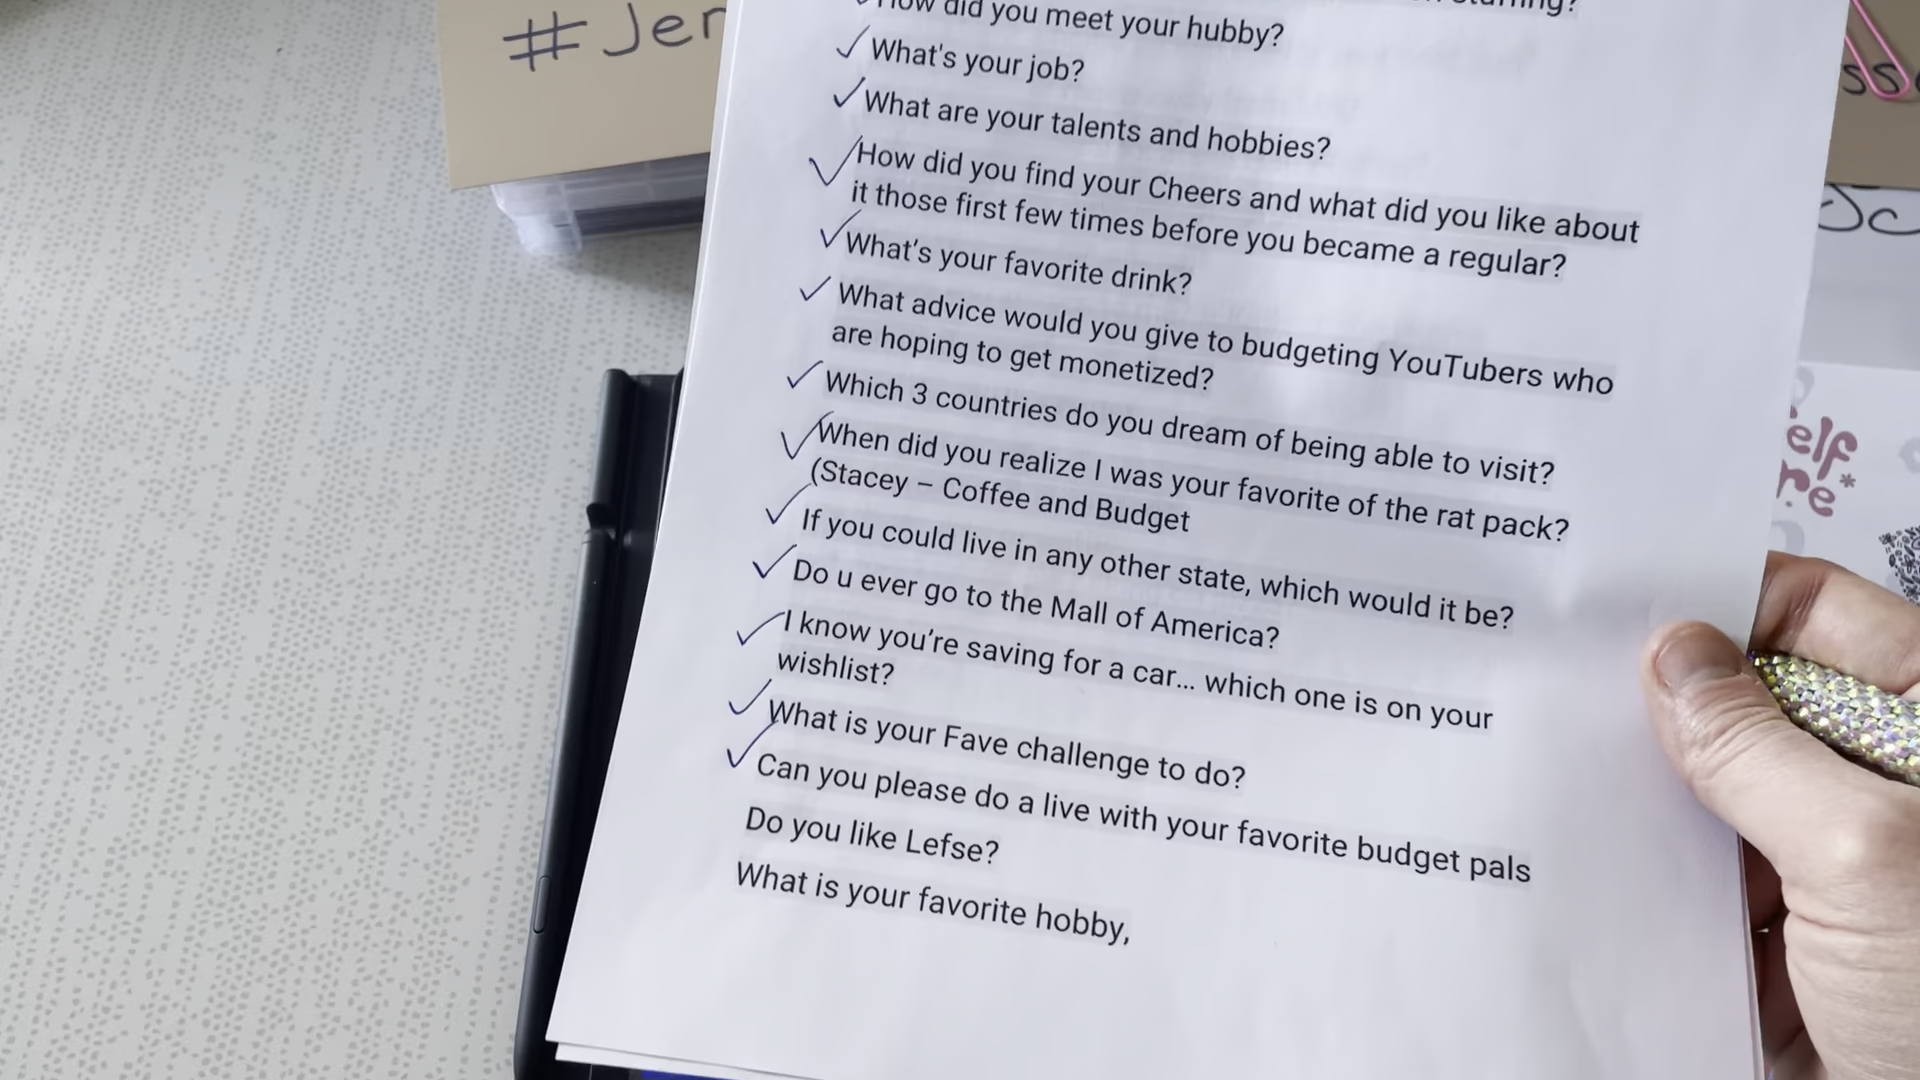 #Jen
stuffing?
How did you meet your hubby?
What's your job?
What are your talents and hobbies?
How did you find your Cheers and what did you like about
it those first few times before you became a regular?
What's your favorite drink?
What advice would you give to budgeting YouTubers who
are hoping to get monetized?
Which 3 countries do you dream of being able to visit?
When did you realize I was your favorite of the rat pack?
(Stacey – Coffee and Budget
If you could live in any other state, which would it be?
Do u ever go to the Mall of America?
I know you're saving for a car... which one is on your
wishlist?
What is your Fave challenge to do?
Can you please do a live with your favorite budget pals
Do you like Lefse?
What is your favorite hobby,
elf
re*